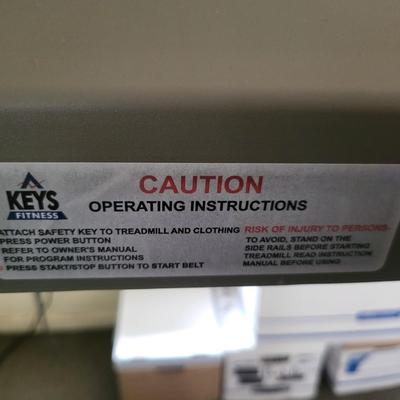 KEYS
FITNESS
CAUTION
OPERATING INSTRUCTIONS
ATTACH SAFETY KEY TO TREADMILL AND CLOTHING
PRESS POWER BUTTON
REFER TO OWNER'S MANUAL
FOR PROGRAM INSTRUCTIONS
PRESS START/STOP BUTTON TO START BELT
RISK OF INJURY TO PERSONS-
TO AVOID, STAND ON THE
SIDE RAILS BEFORE STARTING
TREADMILL READ INSTRUCTION
MANUAL BEFORE USING